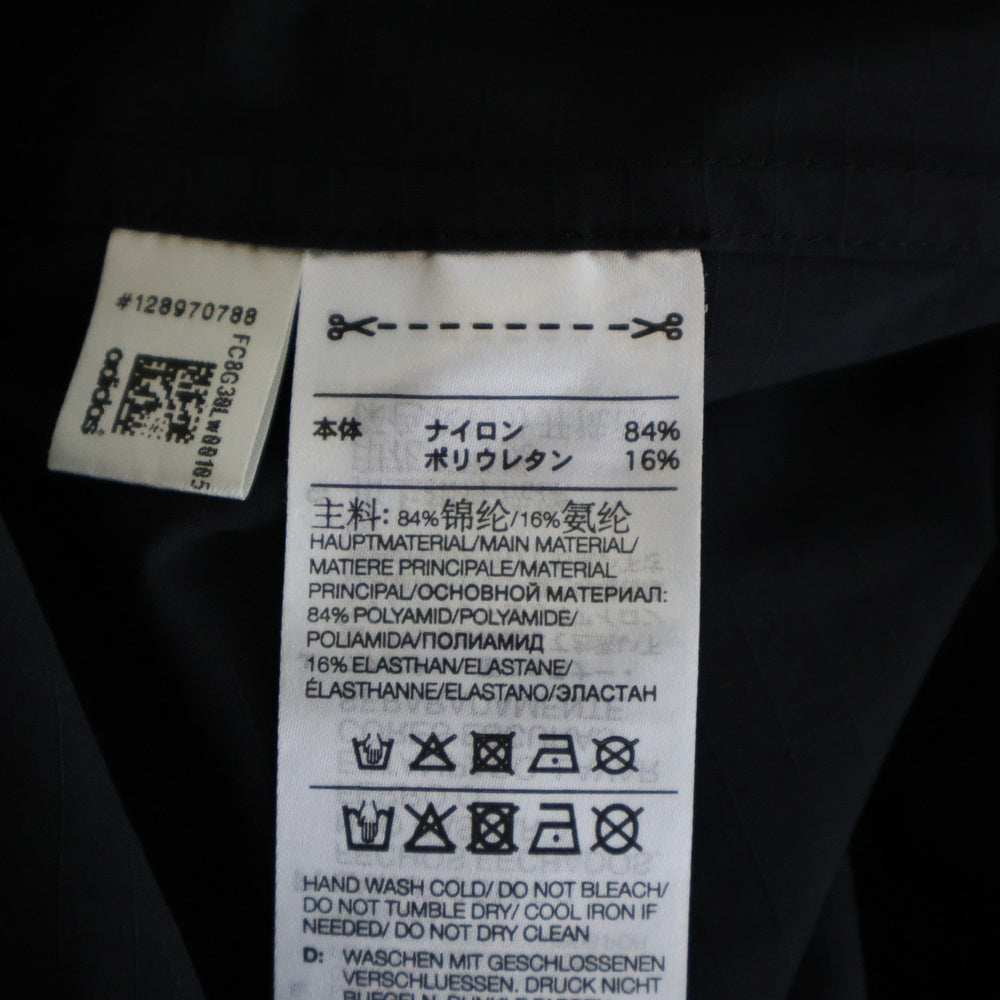 #128970788
FC8G30LW00105
adidas
本体 ナイロン 84%
ポリウレタン 16%
主料: 84%锦纶/16%氨纶
HAUPTMATERIAL/MAIN MATERIAL/
MATIERE PRINCIPALE/MATERIAL
PRINCIPAL/ОСНОВНОЙ МАТЕРИАЛ:
84% POLYAMID/POLYAMIDE/
POLIAMIDA/ПОЛИАМИД
16% ELASTHAN/ELASTANE/
ÉLASTHANNE/ELASTANO/ЭЛАСТАН
HAND WASH COLD/ DO NOT BLEACH/
DO NOT TUMBLE DRY/ COOL IRON IF
NEEDED/ DO NOT DRY CLEAN
D: WASCHEN MIT GESCHLOSSENEN
VERSCHLUESSEN. DRUCK NICHT